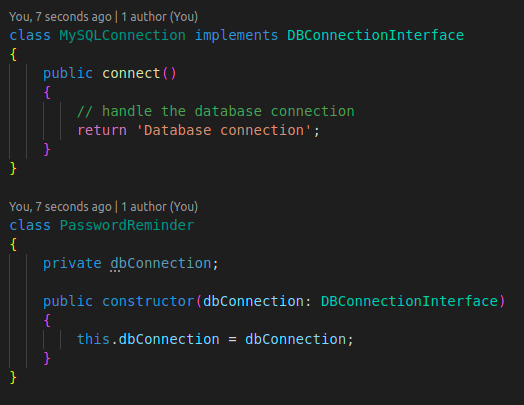 You, 7 seconds ago | 1 author (You)
class MySQLConnection implements DBConnectionInterface
{
    public connect()
    {
        // handle the database connection
        return 'Database connection';
    }
}
You, 7 seconds ago | 1 author (You)
class PasswordReminder
{
    private dbConnection;
    public constructor(dbConnection: DBConnectionInterface)
    {
        this.dbConnection = dbConnection;
    }
}